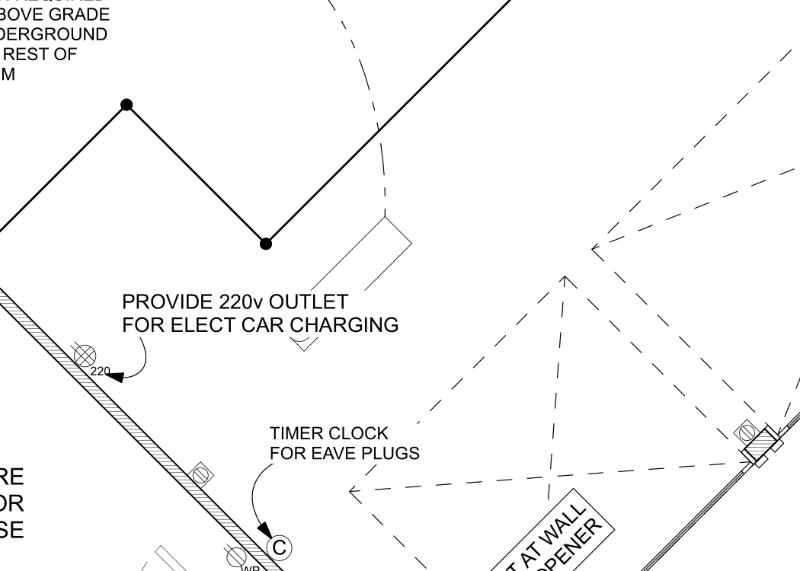 BOVE GRADE
DERGROUND
REST OF
M
PROVIDE 220v OUTLET
FOR ELECT CAR CHARGING
220
TIMER CLOCK
FOR EAVE PLUGS
RE
OR
SE
C
WP
T AT WALL
OPENER